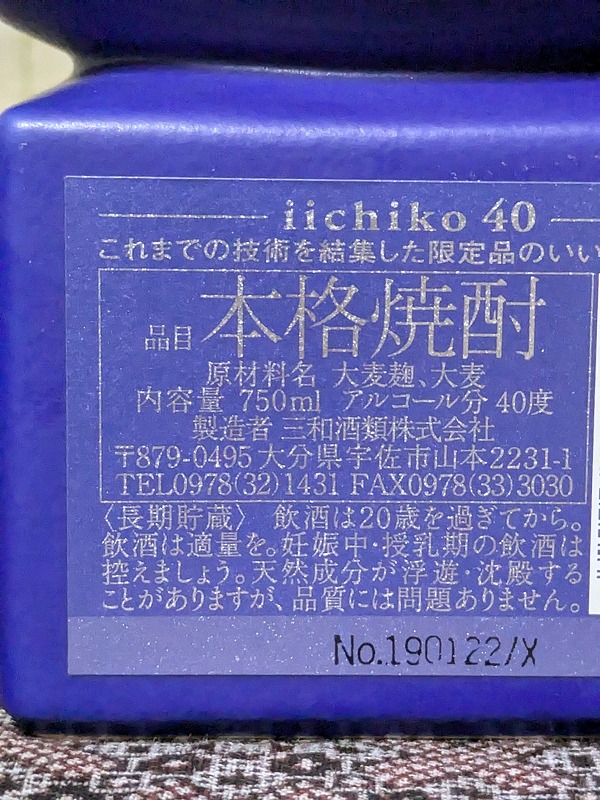 iichiko 40
これまでの技術を結集した限定品のいい
品目 本格焼酎
原材料名 大麦麹、大麦
内容量 750ml アルコール分 40度
製造者 三和酒類株式会社
〒879-0495 大分県宇佐市山本2231-1
TEL0978(32)1431 FAX0978(33)3030
〈長期貯蔵〉 飲酒は20歳を過ぎてから。
飲酒は適量を。妊娠中・授乳期の飲酒は
控えましょう。天然成分が浮遊・沈殿する
ことがありますが、品質には問題ありません。
No.190122/X